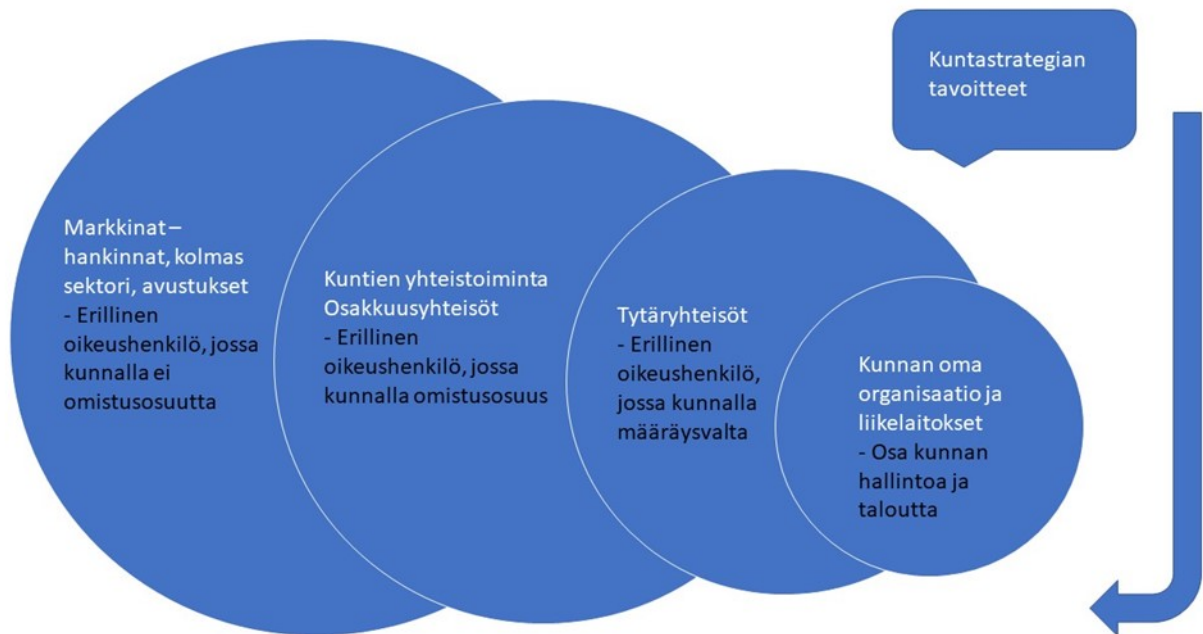 Kuntastrategian
tavoitteet
Markkinat –
hankinnat, kolmas
sektori, avustukset
- Erillinen
oikeushenkilö, jossa
kunnalla ei
omistusosuutta
Kuntien yhteistoiminta
Osakkuusyhteisöt
- Erillinen
oikeushenkilö, jossa
kunnalla omistusosuus
Tytäryhteisöt
- Erillinen
oikeushenkilö,
jossa kunnalla
määräysvalta
Kunnan oma
organisaatio ja
liikelaitokset
- Osa kunnan
hallintoa ja
taloutta